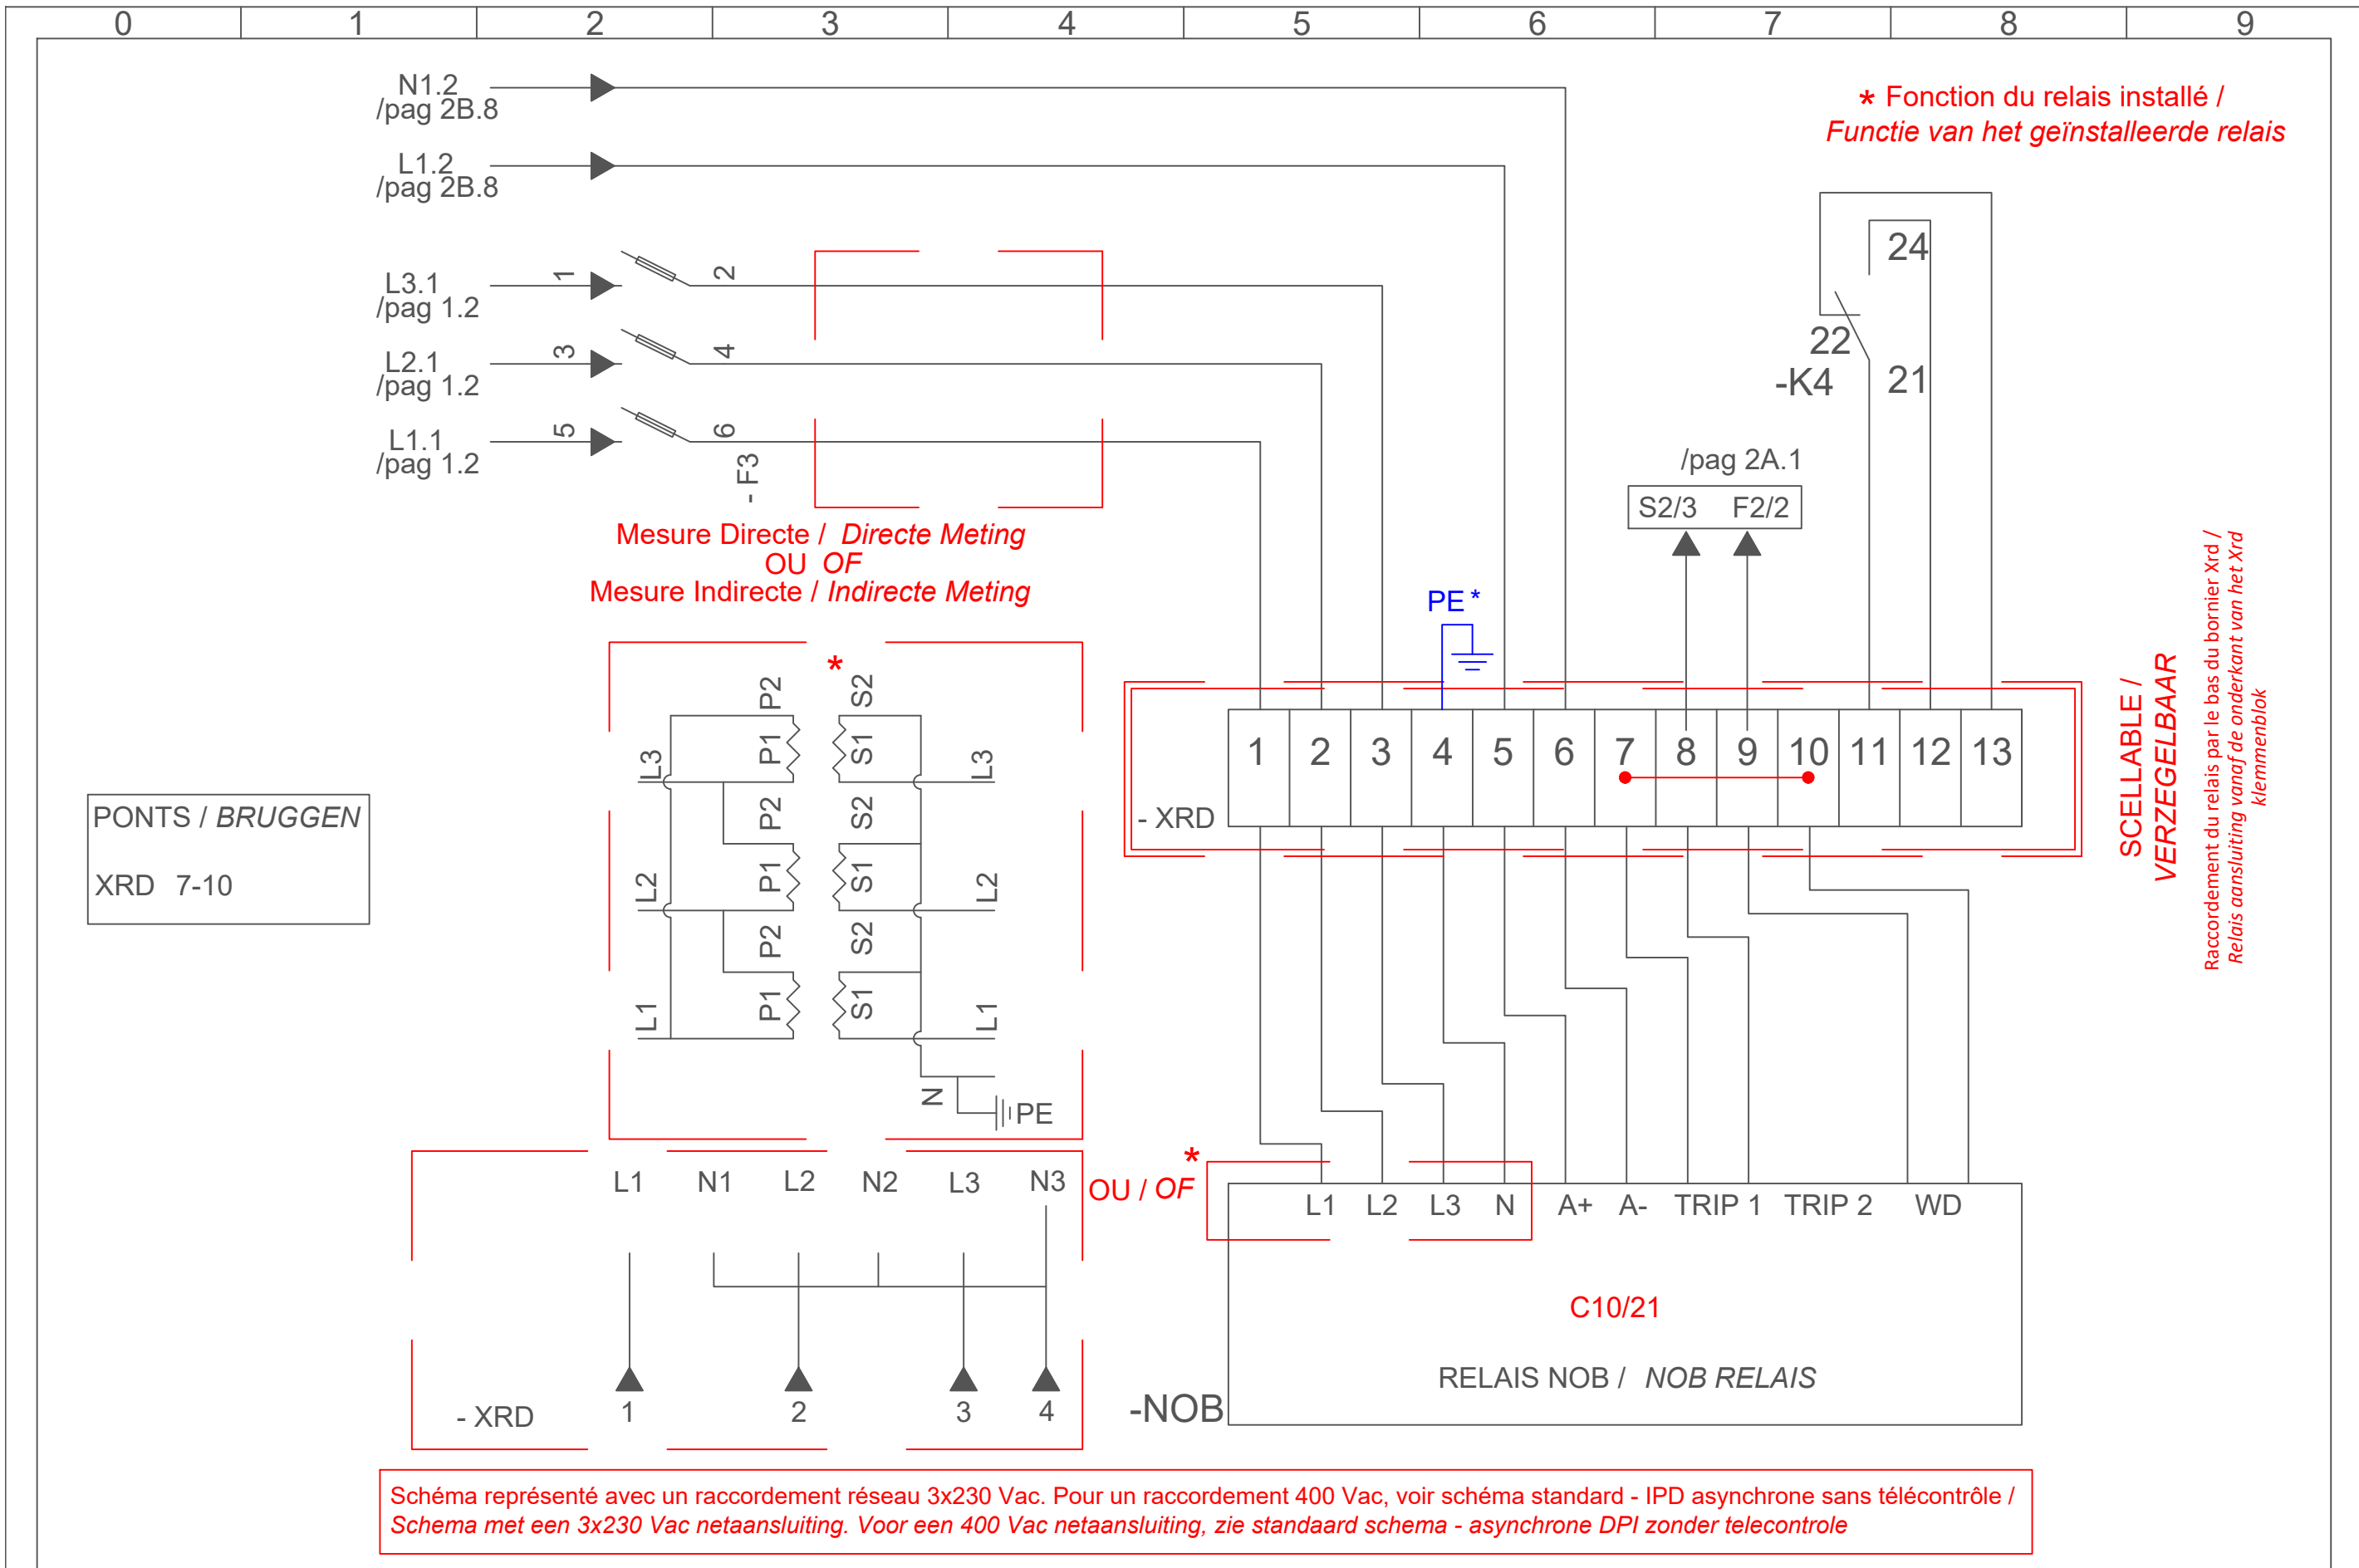 0 1 2 3 4 5 6 7 8 9
N1.2
/pag 2B.8
L1.2
/pag 2B.8
* Fonction du relais installé /
Functie van het geïnstalleerde relais
L3.1
/pag 1.2
1 2
L2.1
/pag 1.2
3 4
L1.1
/pag 1.2
5 6
- F3
24
22
-K4 21
/pag 2A.1
S2/3 F2/2
Mesure Directe / Directe Meting
OU OF
Mesure Indirecte / Indirecte Meting
PE *
*
P2 S2
L3 P1 S1 L3
P2 S2
L2 P1 S1 L2
P2 S2
L1 P1 S1 L1
N
PE
PONTS / BRUGGEN
XRD 7-10
1 2 3 4 5 6 7 8 9 10 11 12 13
- XRD
SCELLABLE /
VERZEGELBAAR
Raccordement du relais par le bas du bornier Xrd /
Relais aansluiting vanaf de onderkant van het Xrd
klemmenblok
L1 N1 L2 N2 L3 N3
- XRD 1 2 3 4
*
OU / OF
L1 L2 L3 N A+ A- TRIP 1 TRIP 2 WD
C10/21
RELAIS NOB / NOB RELAIS
-NOB
Schéma représenté avec un raccordement réseau 3x230 Vac. Pour un raccordement 400 Vac, voir schéma standard - IPD asynchrone sans télécontrôle /
Schema met een 3x230 Vac netaansluiting. Voor een 400 Vac netaansluiting, zie standaard schema - asynchrone DPI zonder telecontrole